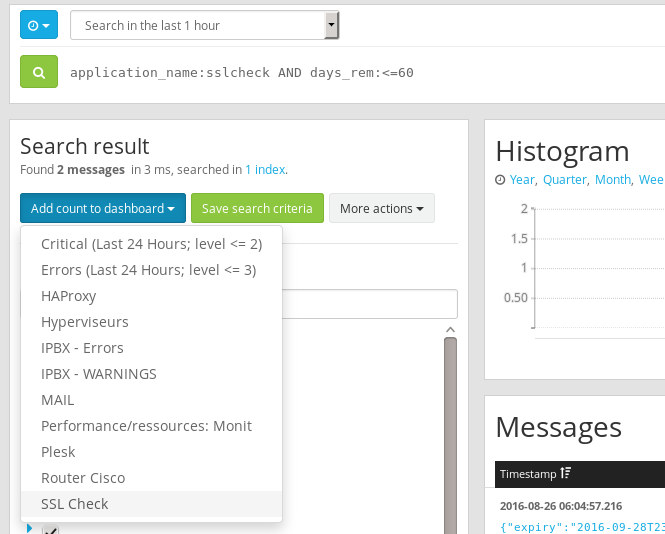 Search in the last 1 hour
application_name:sslcheck AND days_rem:<=60
Search result
Found 2 messages in 3 ms, searched in 1 index.
Add count to dashboard
Save search criteria
More actions
Critical (Last 24 Hours; level <= 2)
Errors (Last 24 Hours; level <= 3)
HAProxy
Hyperviseurs
IPBX - Errors
IPBX - WARNINGS
MAIL
Performance/ressources: Monit
Plesk
Router Cisco
SSL Check
Histogram
Year, Quarter, Month, Wee
2
1.5
1
0.50
Messages
Timestamp
2016-08-26 06:04:57.216
{"expiry":"2016-09-28T23